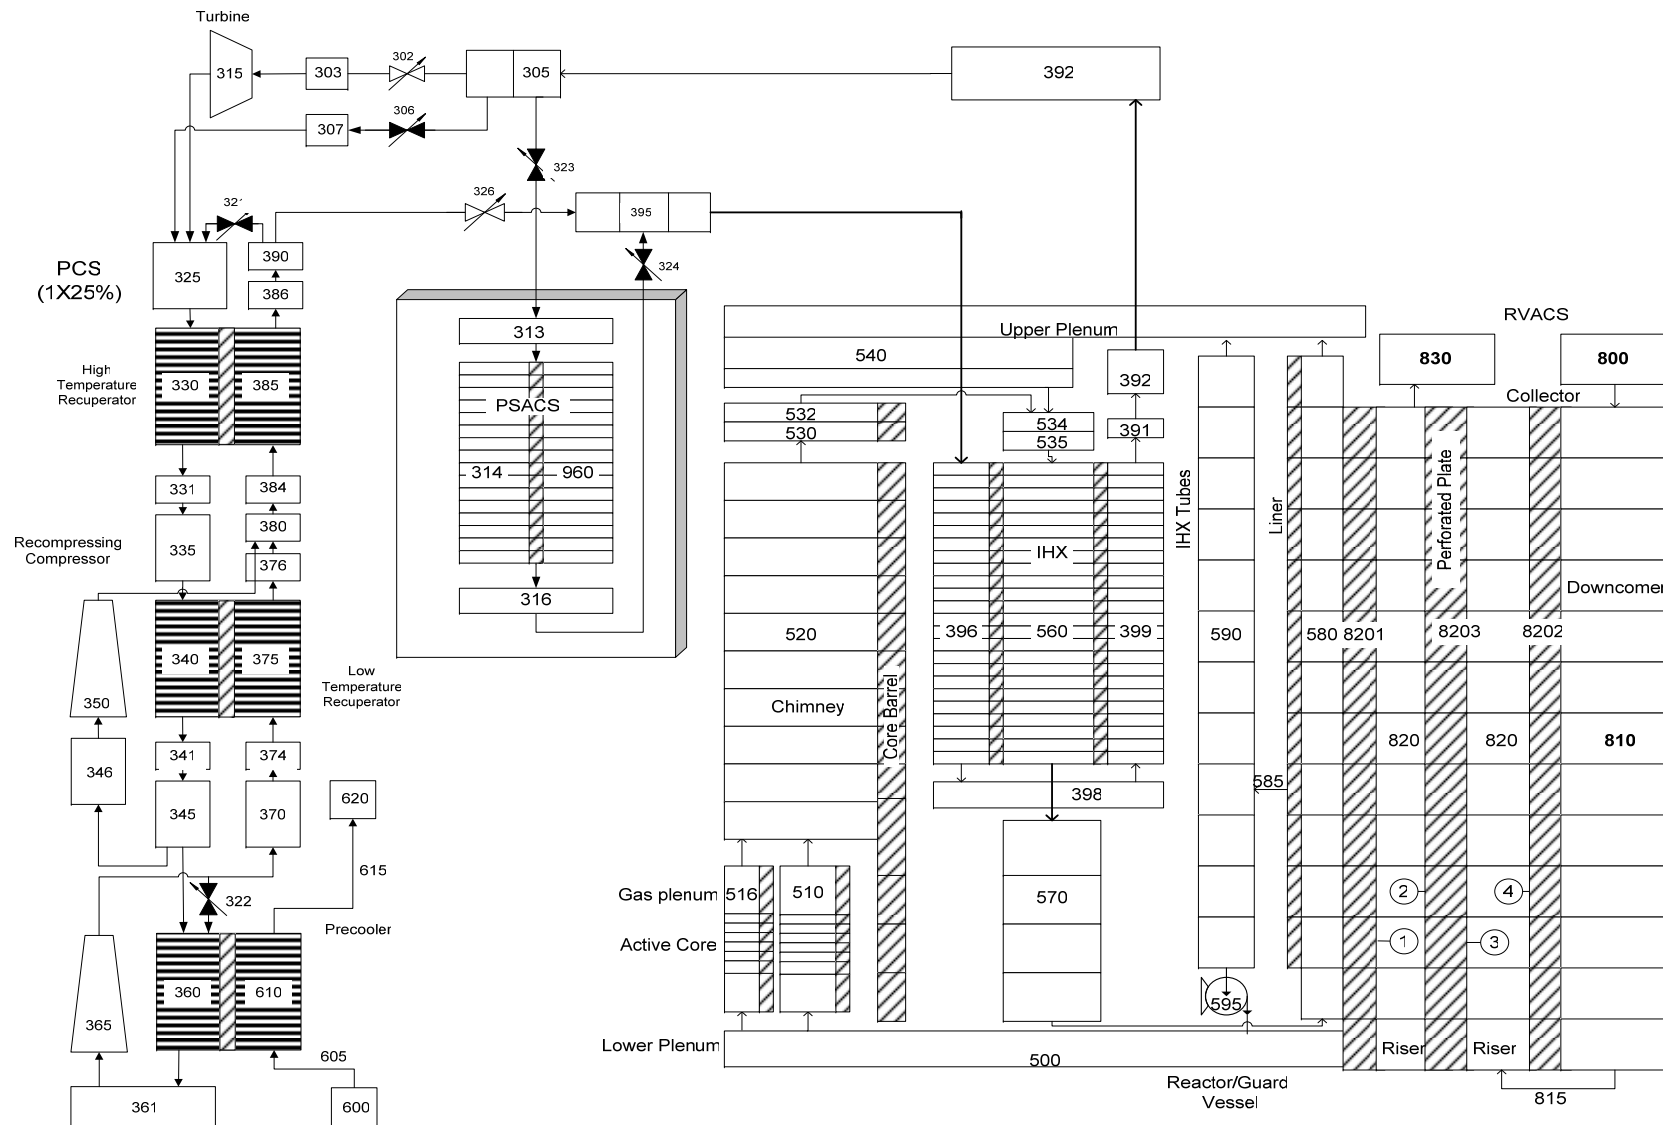 Turbine
302
315
303
305
392
306
307
323
326
395
321
390
324
PCS
(1X25%)
325
386
RVACS
313
Upper Plenum
540
830
800
High
Temperature
Recuperator
330
385
392
Collector
PSACS
532
534
391
530
535
314
960
331
384
IHX Tubes
Liner
Perforated Plate
Recompressing
Compressor
335
380
376
IHX
Downcomer
316
520
396
560
399
590
580
8201
8203
8202
340
375
Low
Temperature
Recuperator
350
Chimney
Core Barrel
820
820
810
341
374
346
585
620
398
345
370
615
322
Gas plenum
516
510
570
2
4
Precooler
Active Core
1
3
360
610
365
595
Lower Plenum
500
Riser
Riser
605
Reactor/Guard
Vessel
815
361
600